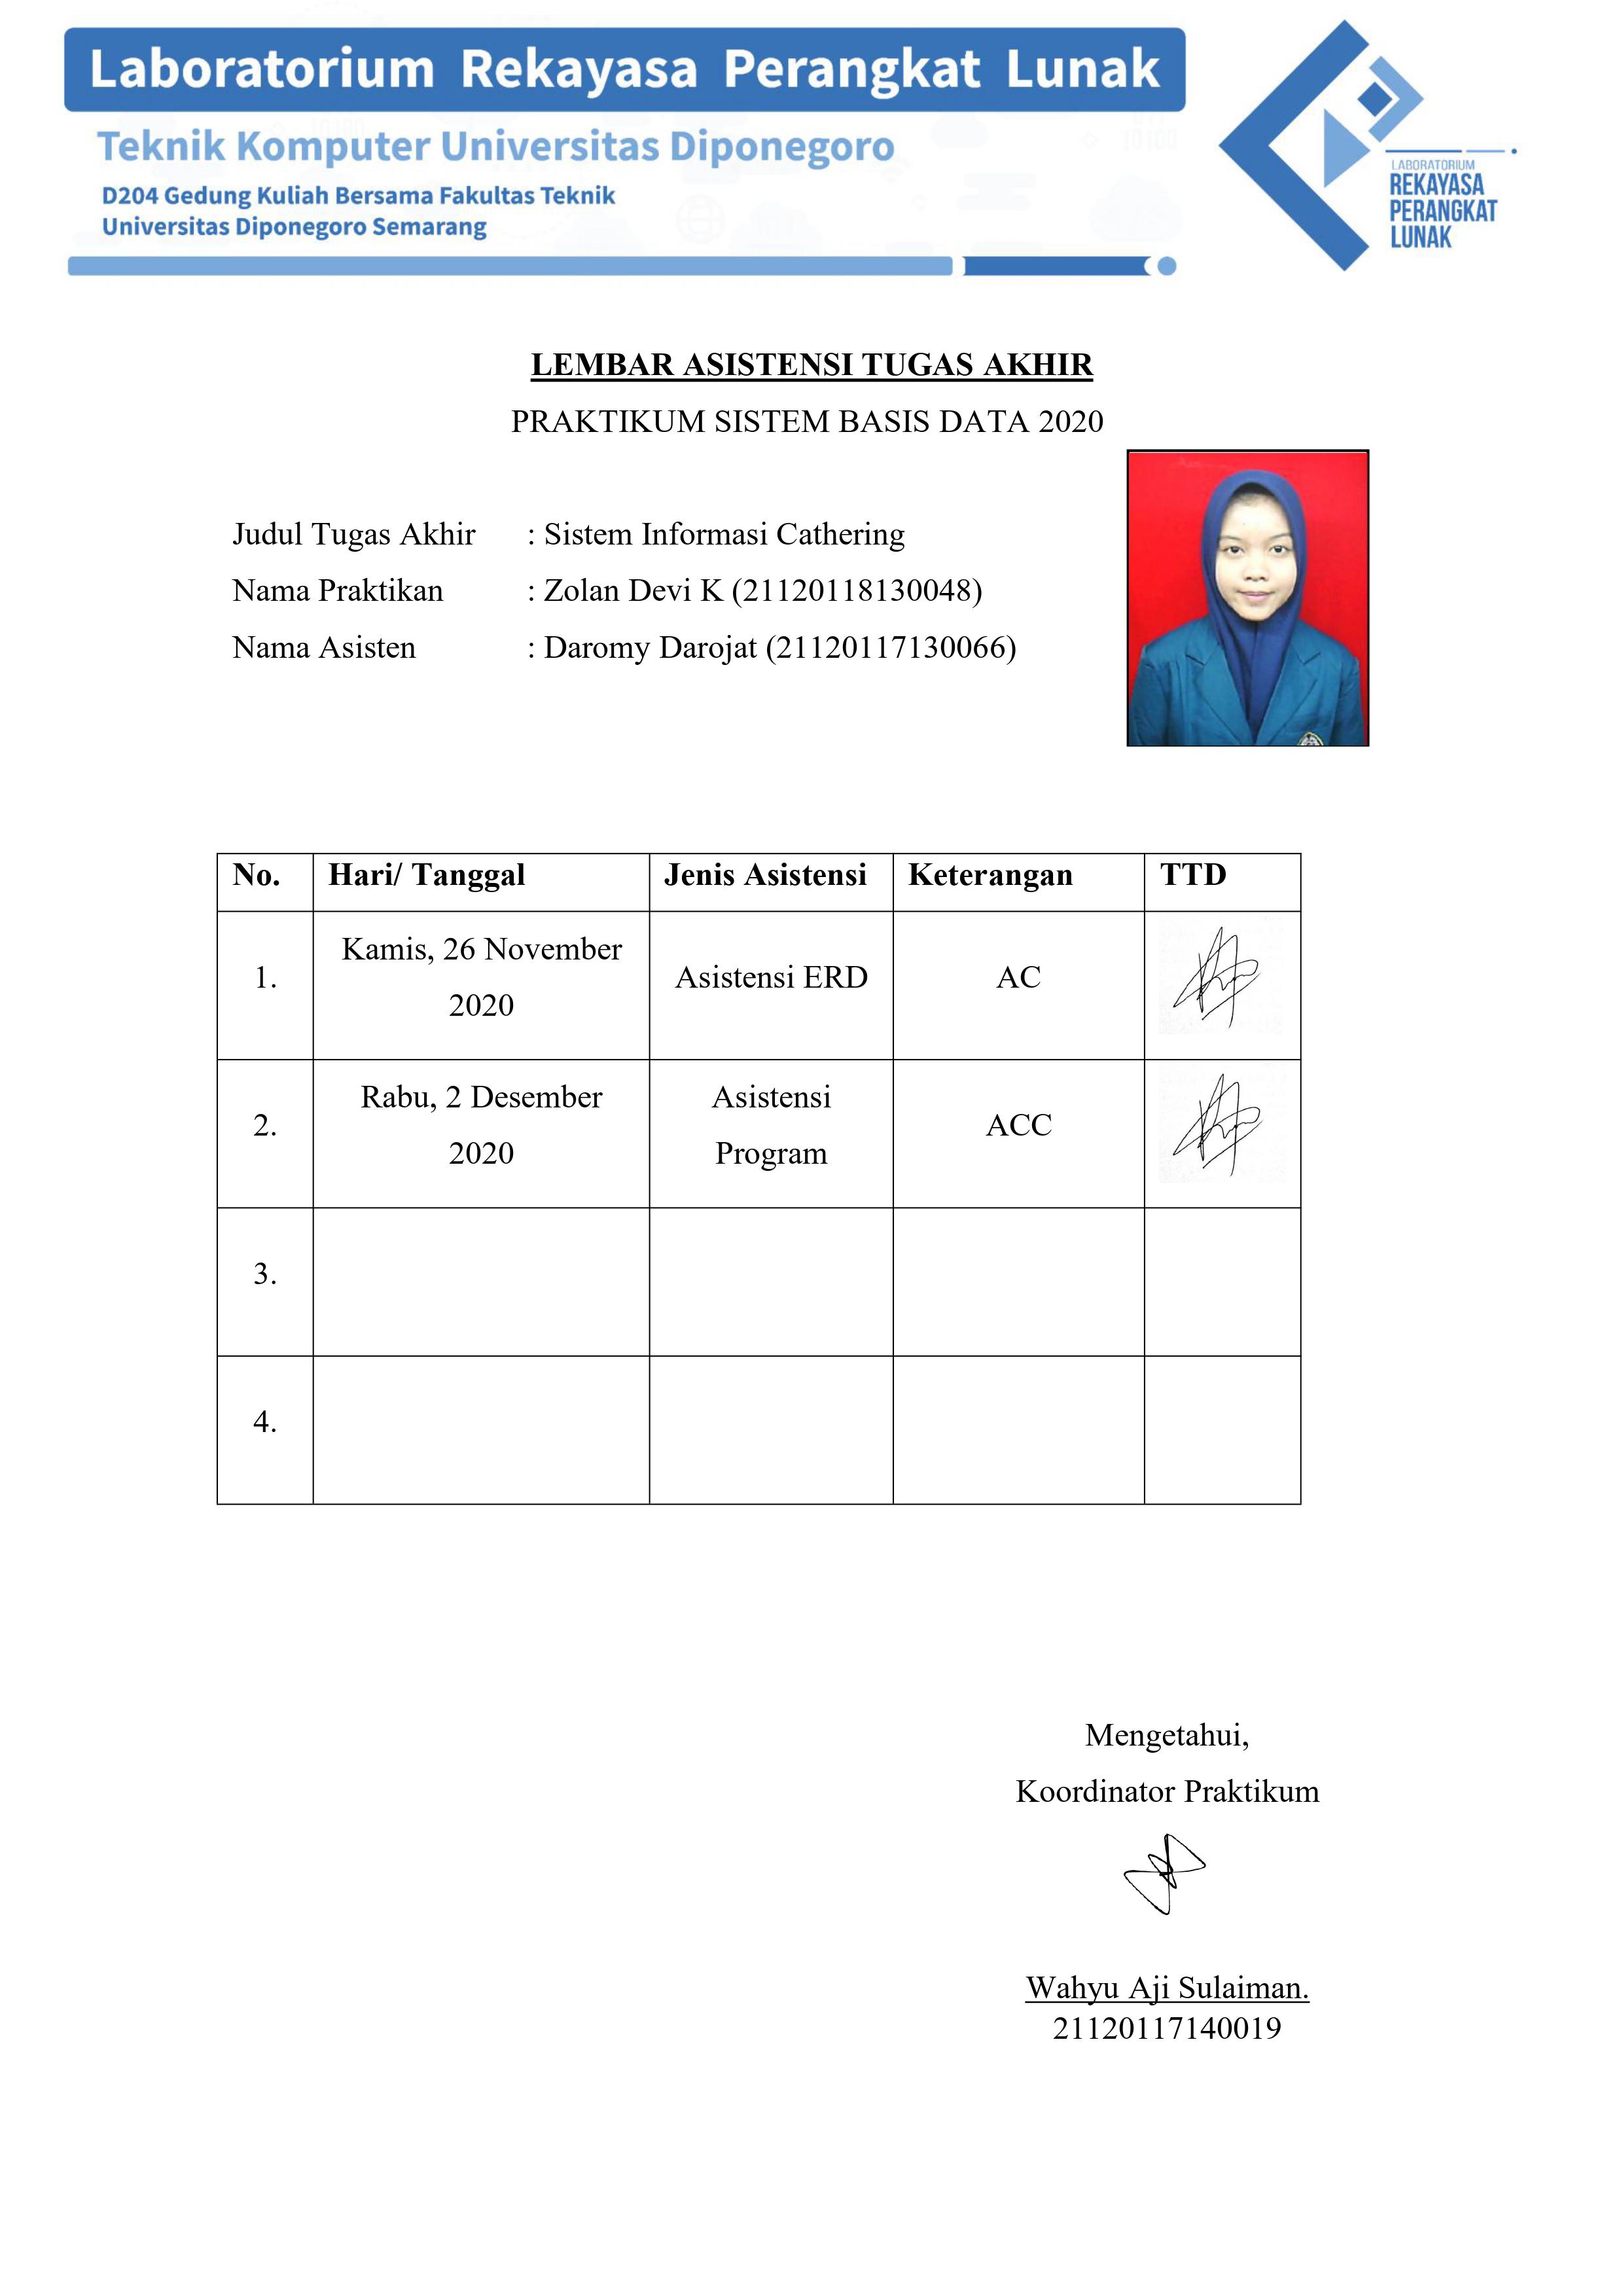 Laboratorium Rekayasa Perangkat Lunak
Teknik Komputer Universitas Diponegoro
D204 Gedung Kuliah Bersama Fakultas Teknik
Universitas Diponegoro Semarang
LABORATORIUM
REKAYASA
PERANGKAT
LUNAK
LEMBAR ASISTENSI TUGAS AKHIR
PRAKTIKUM SISTEM BASIS DATA 2020
Judul Tugas Akhir : Sistem Informasi Cathering
Nama Praktikan : Zolan Devi K (21120118130048)
Nama Asisten : Daromy Darojat (21120117130066)
No. Hari/ Tanggal Jenis Asistensi Keterangan TTD
1. Kamis, 26 November
2020 Asistensi ERD AC
2. Rabu, 2 Desember
2020 Asistensi
Program ACC
3.
4.
Mengetahui,
Koordinator Praktikum
Wahyu Aji Sulaiman.
21120117140019